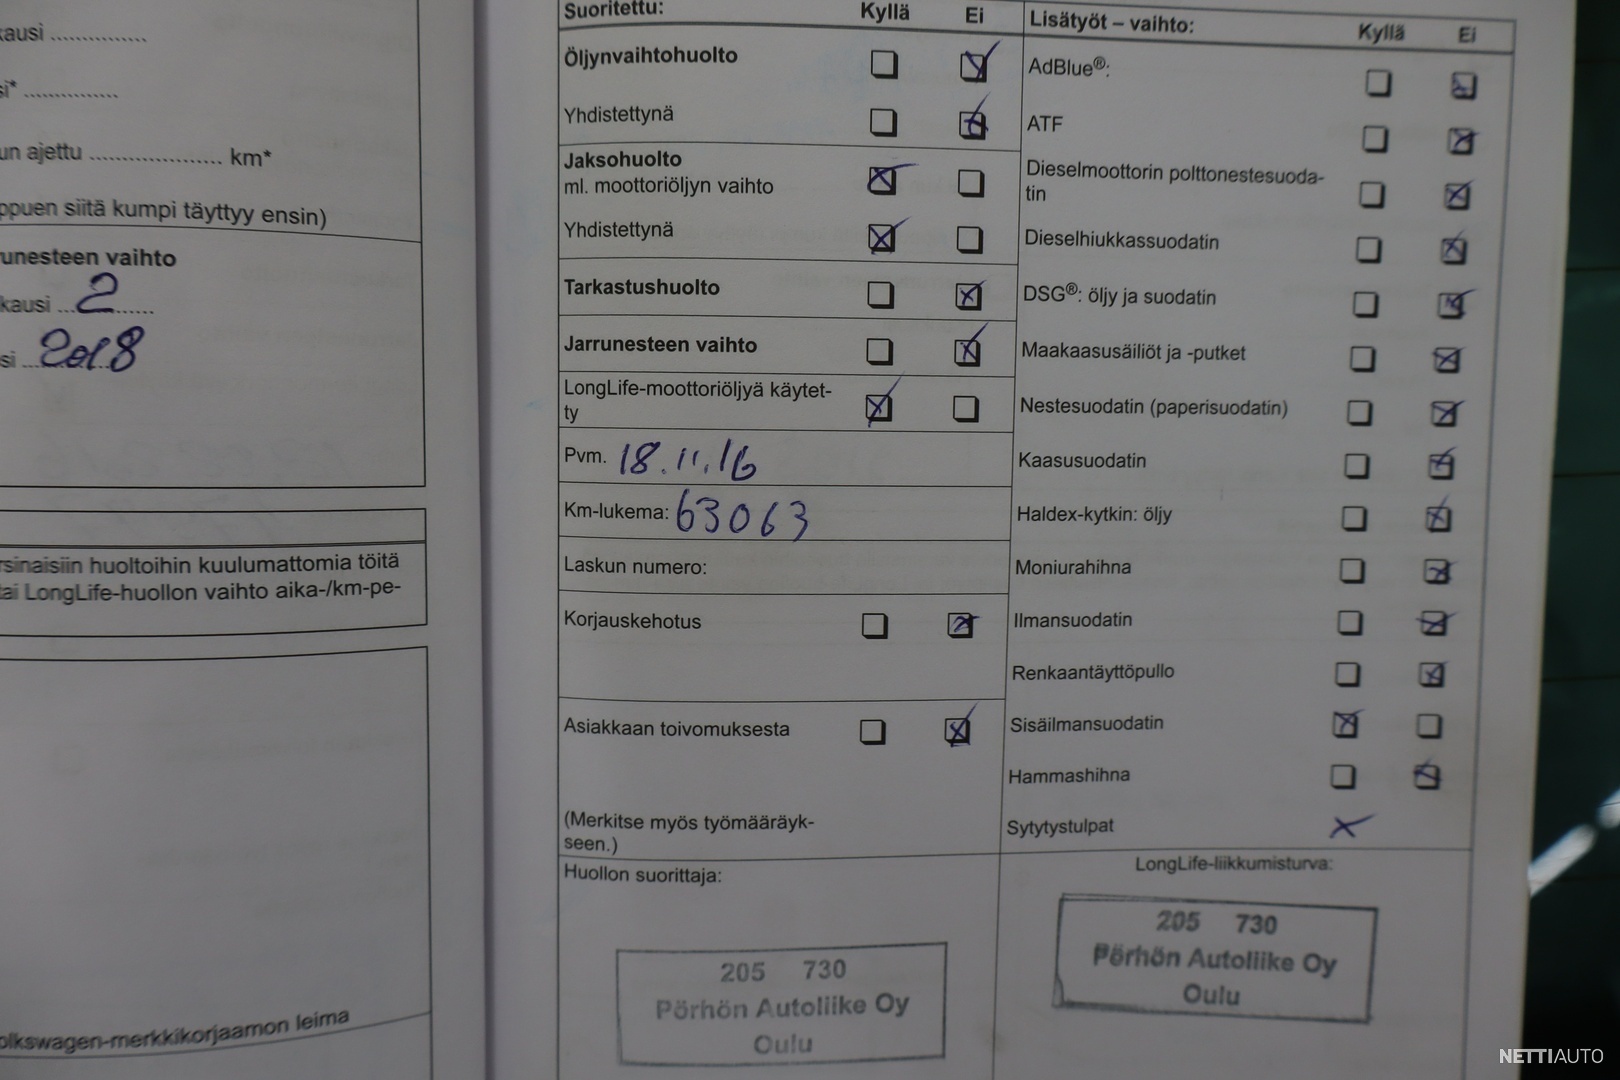 kausi ...............
si* ...............
un ajettu .................... km*
ppuen siitä kumpi täyttyy ensin)
unesteen vaihto
kausi ... 2 ......
si ... 2018
rsinaisiin huoltoihin kuulumattomia töitä
tai LongLife-huollon vaihto aika-/km-pe-
olkswagen-merkkikorjaamon leima
Suoritettu: Kyllä Ei
Öljynvaihtohuolto
Yhdistettynä
Jaksohuolto
ml. moottoriöljyn vaihto
Yhdistettynä
Tarkastushuolto
Jarrunesteen vaihto
LongLife-moottoriöljyä käytet-
ty
Pvm. 18.11.16
Km-lukema: 63063
Laskun numero:
Korjauskehotus
Asiakkaan toivomuksesta
(Merkitse myös työmääräyk-
seen.)
Huollon suorittaja:
205 730
Pörhön Autoliike Oy
Oulu
Lisätyöt – vaihto: Kyllä Ei
AdBlue®:
ATF
Dieselmoottorin polttonestesuoda-
tin
Dieselhiukkassuodatin
DSG®: öljy ja suodatin
Maakaasusäiliöt ja -putket
Nestesuodatin (paperisuodatin)
Kaasusuodatin
Haldex-kytkin: öljy
Moniurahihna
Ilmansuodatin
Renkaantäyttöpullo
Sisäilmansuodatin
Hammashihna
Sytytystulpat
LongLife-liikkumisturva:
205 730
Pörhön Autoliike Oy
Oulu
NETTIAUTO